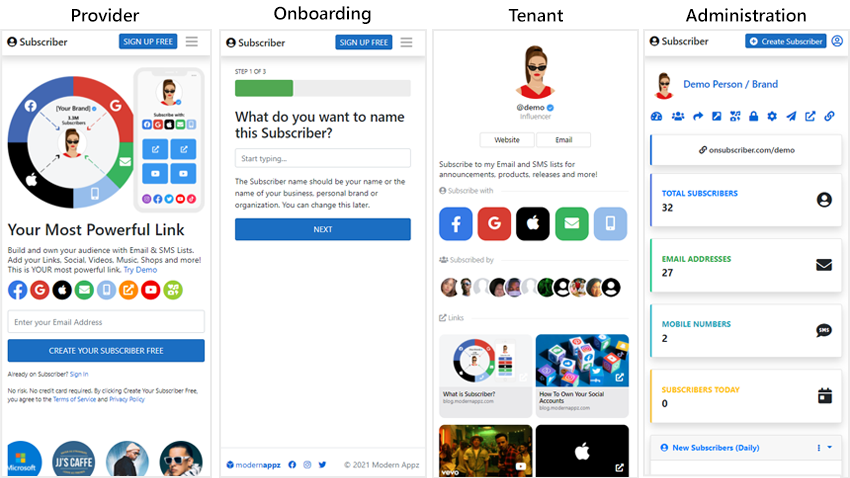 Provider
Onboarding
Tenant
Administration
Subscriber
SIGN UP FREE
[Your Brand]
3.3M
Subscribers
Subscribe with:
Your Most Powerful Link
Build and own your audience with Email & SMS Lists.
Add your Links, Social, Videos, Music, Shops and more!
This is YOUR most powerful link. Try Demo
Enter your Email Address
CREATE YOUR SUBSCRIBER FREE
Already on Subscriber? Sign In
No risk. No credit card required. By clicking Create Your Subscriber Free,
you agree to the Terms of Service and Privacy Policy
Microsoft
JJ'S CAFFE
Subscriber
SIGN UP FREE
STEP 1 OF 3
What do you want to name
this Subscriber?
Start typing...
The Subscriber name should be your name or the
name of your business, personal brand or
organization. You can change this later.
NEXT
modernappz
© 2021 Modern Appz
@demo
Influencer
Website
Email
Subscribe to my Email and SMS lists for
announcements, products, releases and more!
Subscribe with
Subscribed by
Links
What is Subscriber?
blog.modernappz.com
How To Own Your Social
Accounts
blog.modernappz.com
vevo
Subscriber
Create Subscriber
Demo Person / Brand
onsubscriber.com/demo
TOTAL SUBSCRIBERS
32
EMAIL ADDRESSES
27
MOBILE NUMBERS
2
SMS
SUBSCRIBERS TODAY
0
New Subscribers (Daily)